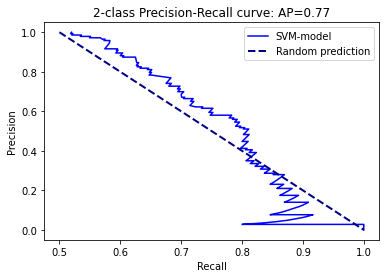 2-class Precision-Recall curve: AP=0.77
SVM-model
Random prediction
Precision
1.0
0.8
0.6
0.4
0.2
0.0
0.5 0.6 0.7 0.8 0.9 1.0
Recall